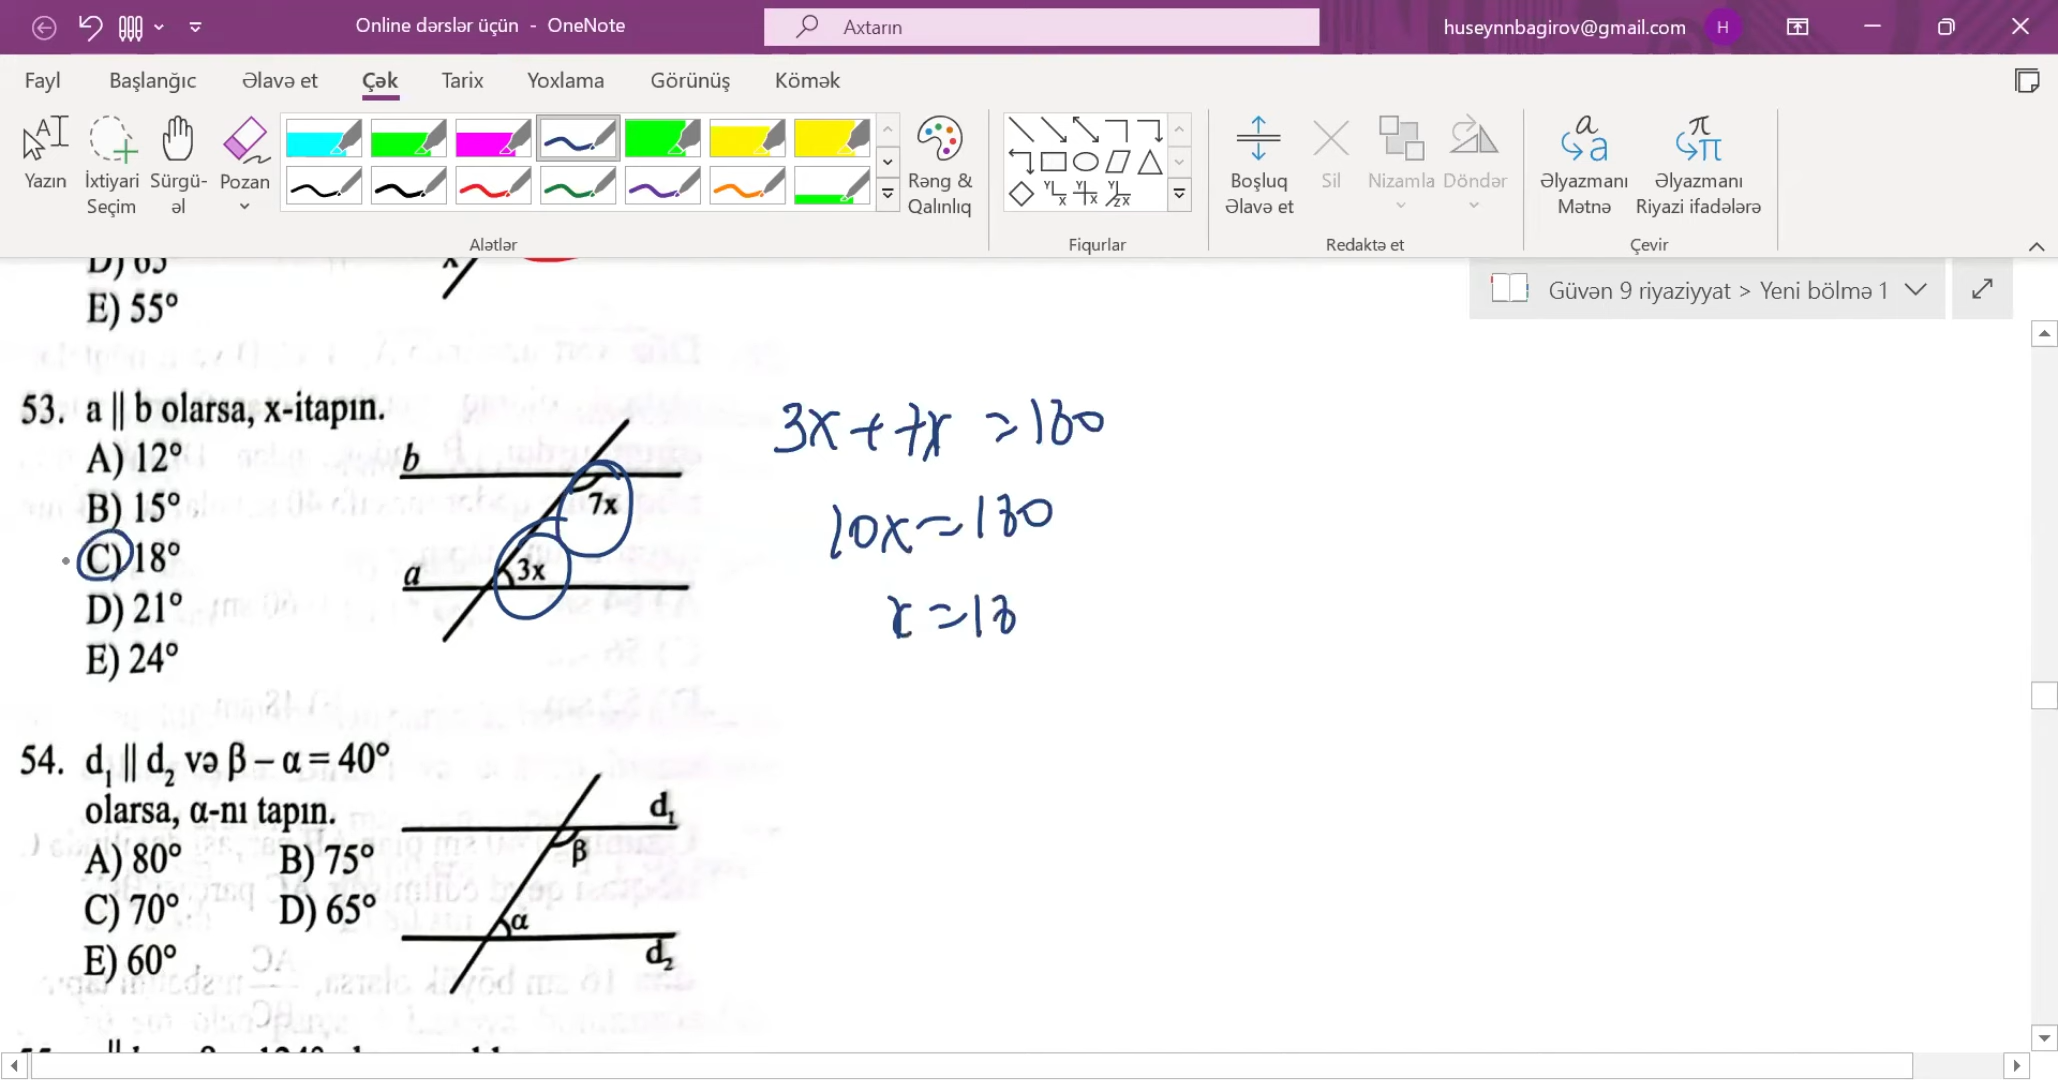 Online dərslər üçün - OneNote
Axtarın
huseynnbagirov@gmail.com
H
Fayl
Başlanğıc
Əlavə et
Çək
Tarix
Yoxlama
Görünüş
Kömək
Yazın
İxtiyari Seçim
Sürgü-əl
Pozan
Rəng & Qalınlıq
Boşluq Əlavə et
Sil
Nizamla
Döndər
Əlyazmanı Mətnə
Əlyazmanı Riyazi ifadələrə
Alətlər
Fiqurlar
Redaktə et
Çevir
Güvən 9 riyaziyyat > Yeni bölmə 1
E) 55°
53. a || b olarsa, x-itapın.
A) 12°
B) 15°
C) 18°
D) 21°
E) 24°
b
7x
a
3x
3x + 7x = 180
10x = 180
x = 18
54. d₁ || d₂ və β – α = 40°
olarsa, α-nı tapın.
A) 80° B) 75°
C) 70° D) 65°
E) 60°
d₁
β
α
d₂